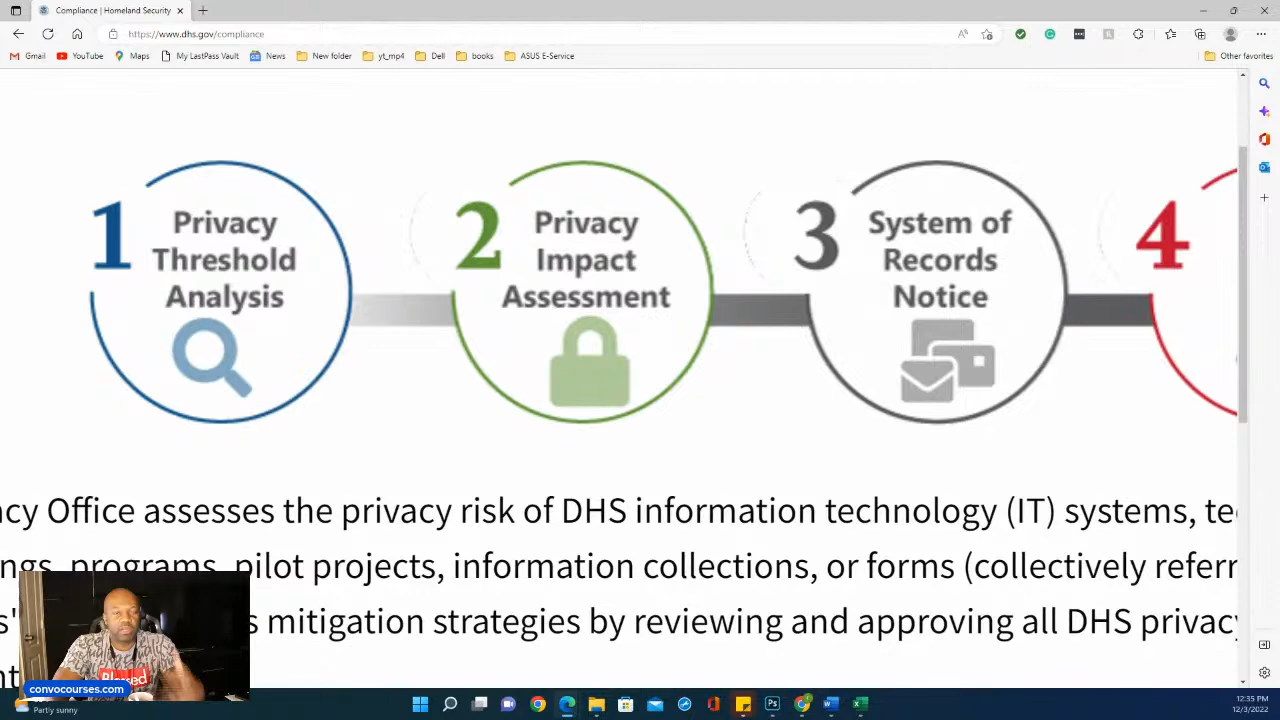 Compliance | Homeland Security
https://www.dhs.gov/compliance
Gmail
YouTube
Maps
My LastPass Vault
News
New folder
yt_mp4
Dell
books
ASUS E-Service
Other favorites
1
Privacy
Threshold
Analysis
2
Privacy
Impact
Assessment
3
System of
Records
Notice
4
acy Office assesses the privacy risk of DHS information technology (IT) systems, te
ngs, programs, pilot projects, information collections, or forms (collectively referr
s mitigation strategies by reviewing and approving all DHS privacy
nt
Blessed
convocourses.com
Partly sunny
12:35 PM
12/3/2022